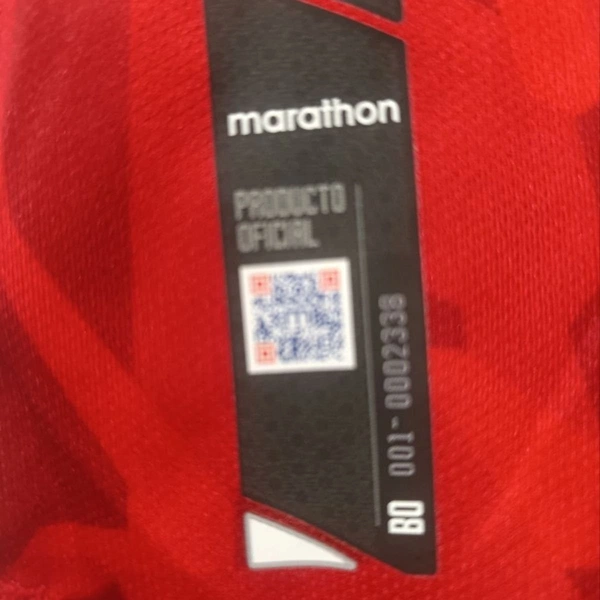 marathon
PRODUCTO
OFICIAL
BO 001-0002338